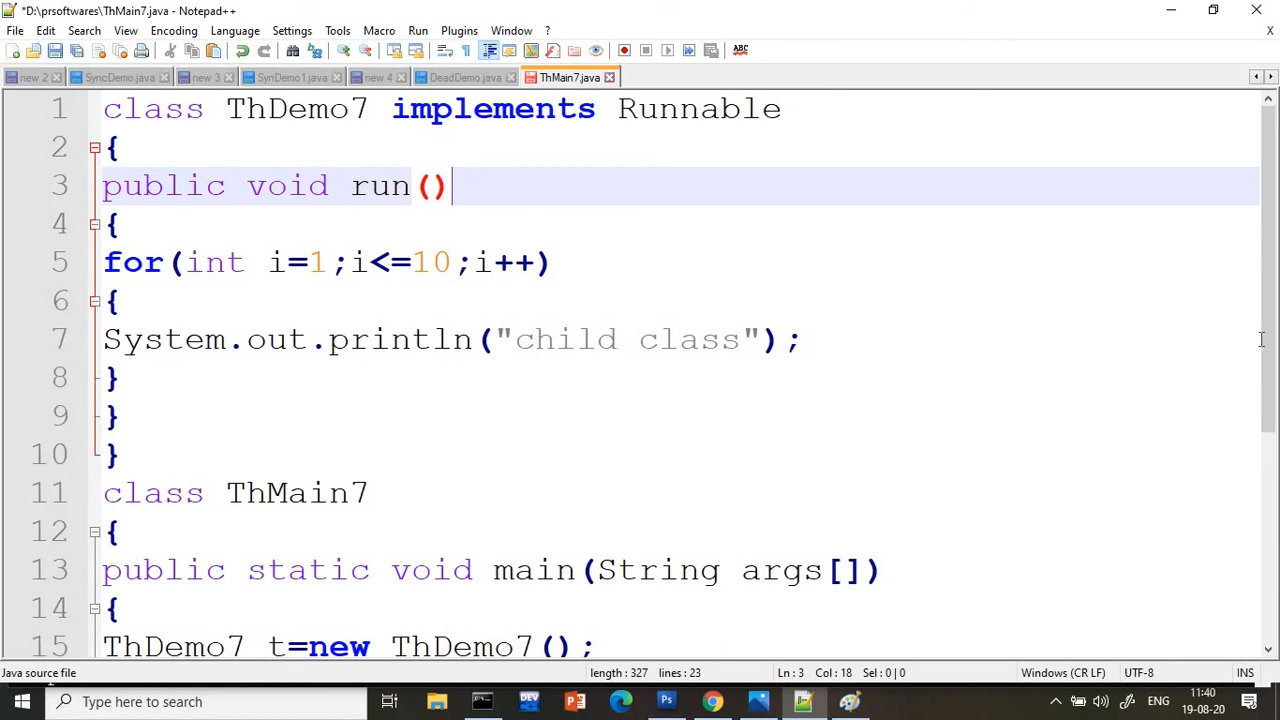 *D:\prsoftwares\ThMain7.java - Notepad++
File Edit Search View Encoding Language Settings Tools Macro Run Plugins Window ? X
new 2 SyncDemo.java new 3 SynDemo1.java new 4 DeadDemo.java ThMain7.java
1 class ThDemo7 implements Runnable
2 {
3 public void run()
4 {
5 for(int i=1;i<=10;i++)
6 {
7 System.out.println("child class");
8 }
9 }
10 }
11 class ThMain7
12 {
13 public static void main(String args[])
14 {
15 ThDemo7 t=new ThDemo7();
Java source file length : 327 lines : 23 Ln : 3 Col : 18 Sel : 0 | 0 Windows (CR LF) UTF-8 INS
Type here to search ENG 11:40
19-08-20